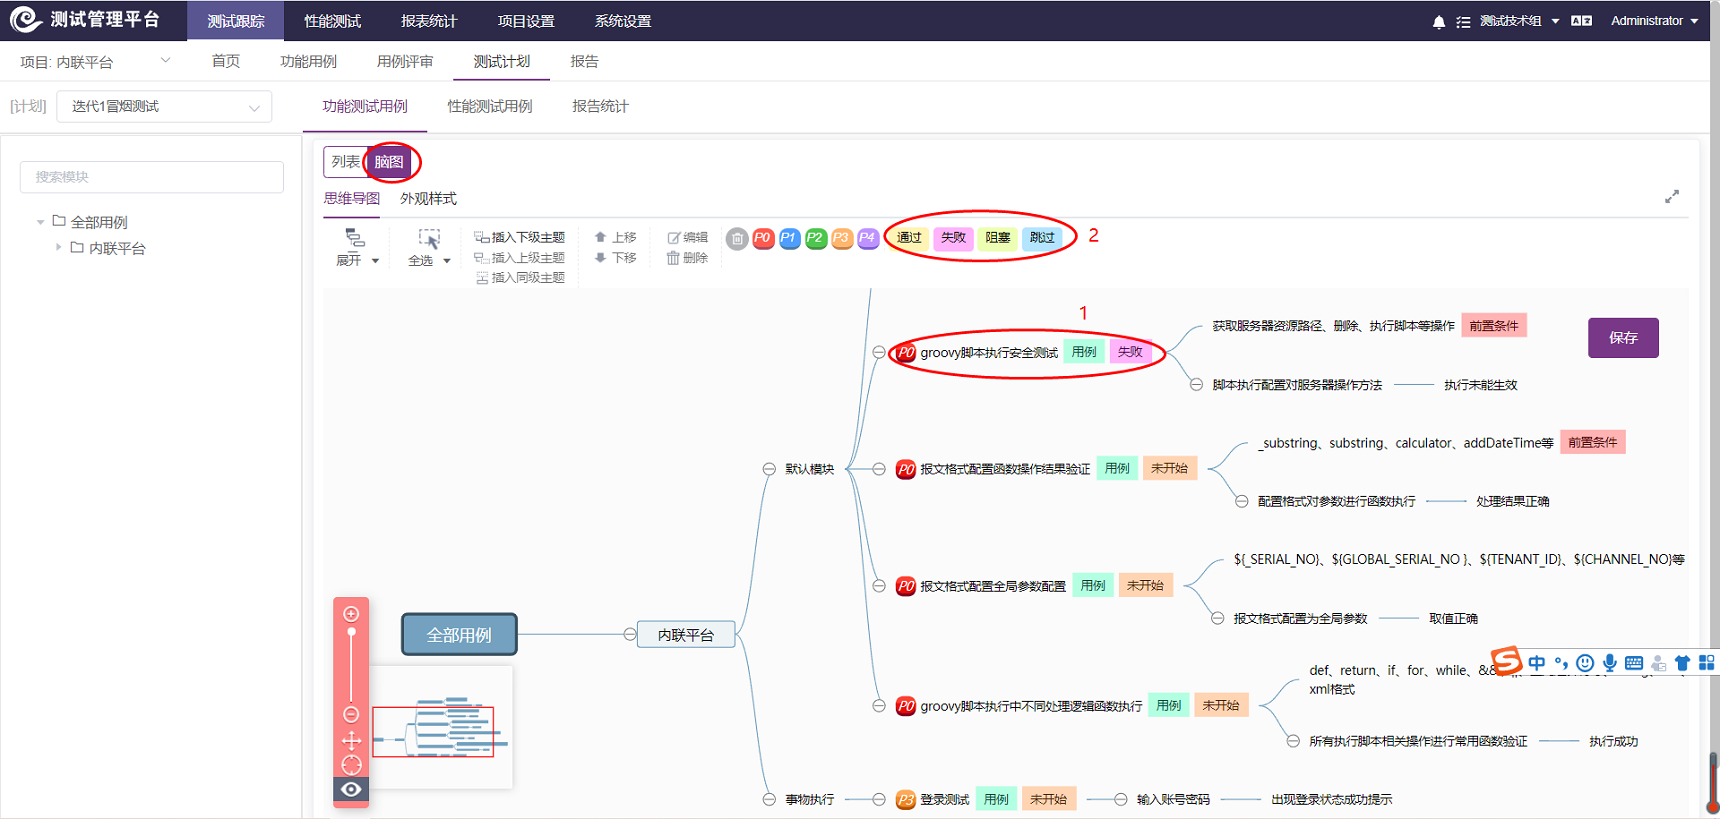 测试管理平台 测试跟踪 性能测试 报表统计 项目设置 系统设置 测试技术组 Administrator
项目: 内联平台 首页 功能用例 用例评审 测试计划 报告
[计划] 迭代1冒烟测试 功能测试用例 性能测试用例 报告统计
列表 脑图
搜索模块
思维导图 外观样式
全部用例
内联平台
展开 全选
插入下级主题
插入上级主题
插入同级主题
上移
下移
编辑
删除
P0 P1 P2 P3 P4 通过 失败 阻塞 跳过 2
1
P0 groovy脚本执行安全测试 用例 失败
获取服务器资源路径、删除、执行脚本等操作 前置条件
脚本执行配置对服务器操作方法 执行未能生效
保存
默认模块
P0 报文格式配置函数操作结果验证 用例 未开始
_substring、substring、calculator、addDateTime等 前置条件
配置格式对参数进行函数执行 处理结果正确
P0 报文格式配置全局参数配置 用例 未开始
${_SERIAL_NO}、${GLOBAL_SERIAL_NO }、${TENANT_ID}、${CHANNEL_NO}等
报文格式配置为全局参数 取值正确
全部用例 内联平台
中
P0 groovy脚本执行中不同处理逻辑函数执行 用例 未开始
def、return、if、for、while、&&
xml格式
所有执行脚本相关操作进行常用函数验证 执行成功
事物执行 P3 登录测试 用例 未开始 输入账号密码 出现登录状态成功提示